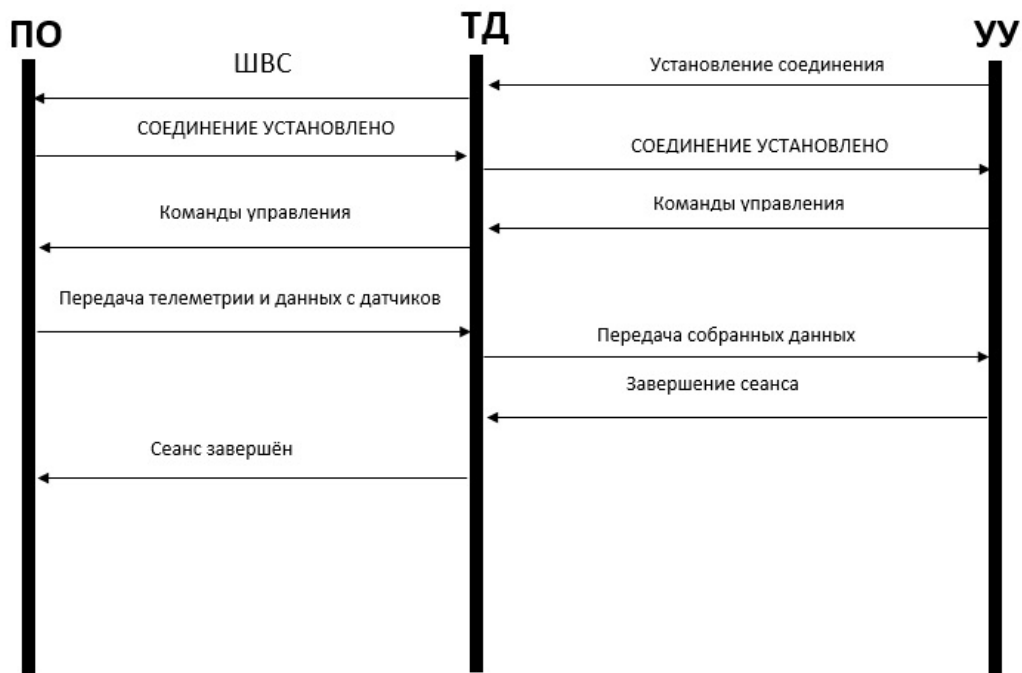 ПО
ТД
УУ
ШВС
Установление соединения
СОЕДИНЕНИЕ УСТАНОВЛЕНО
СОЕДИНЕНИЕ УСТАНОВЛЕНО
Команды управления
Команды управления
Передача телеметрии и данных с датчиков
Передача собранных данных
Завершение сеанса
Сеанс завершён